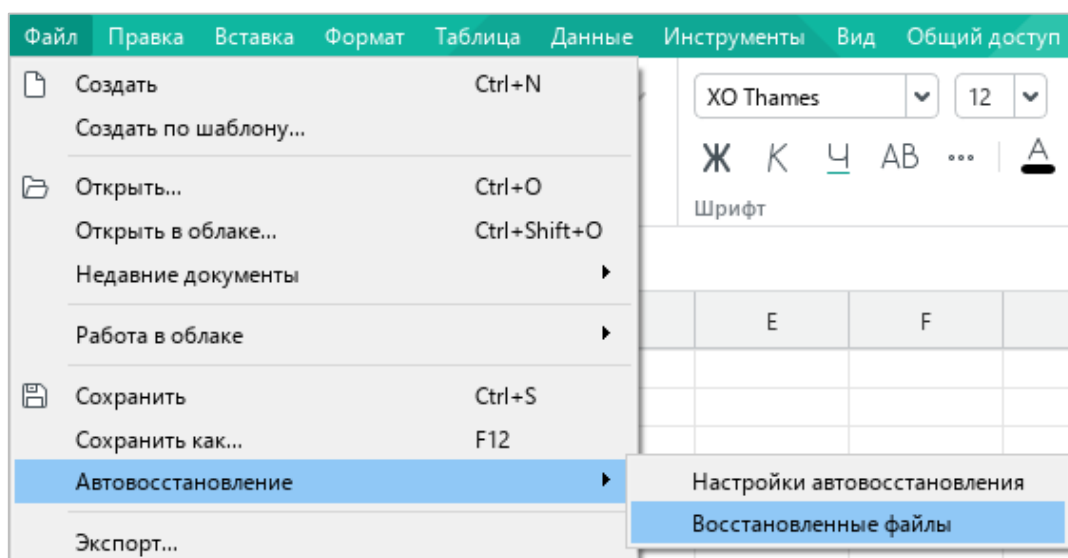 Файл Правка Вставка Формат Таблица Данные Инструменты Вид Общий доступ
Создать Ctrl+N
Создать по шаблону...
Открыть... Ctrl+O
Открыть в облаке... Ctrl+Shift+O
Недавние документы
Работа в облаке
Сохранить Ctrl+S
Сохранить как... F12
Автовосстановление
Экспорт...
Настройки автовосстановления
Восстановленные файлы
XO Thames 12
Ж К Ч АВ ••• А
Шрифт
E F